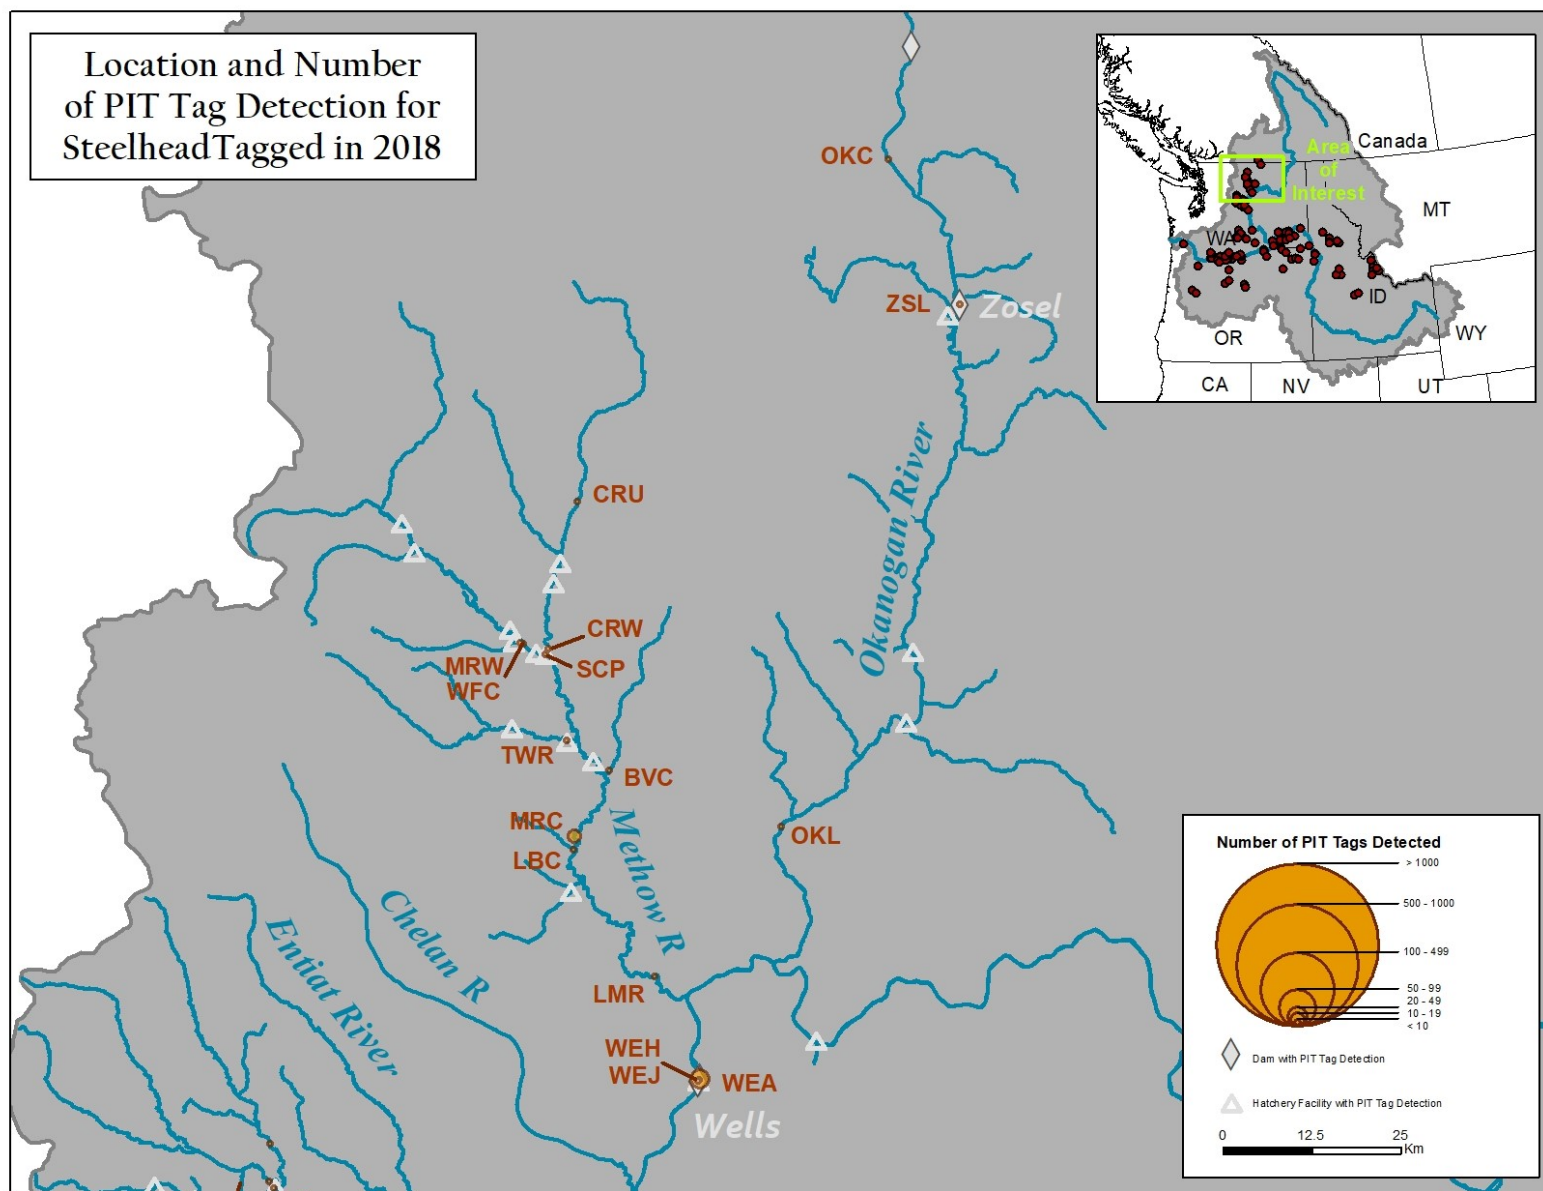 Location and Number
of PIT Tag Detection for
SteelheadTagged in 2018
OKC
ZSL
Zosel
Canada
Area
of
Interest
MT
WA
ID
OR
WY
CA
NV
UT
CRU
Okanogan River
CRW
MRW
WFC
SCP
TWR
BVC
MRC
LBC
OKL
Methow R
Chelan R
Entiat River
LMR
WEH
WEJ
WEA
Wells
Number of PIT Tags Detected
> 1000
500 - 1000
100 - 499
50 - 99
20 - 49
10 - 19
< 10
Dam with PIT Tag Detection
Hatchery Facility with PIT Tag Detection
0 12.5 25
Km